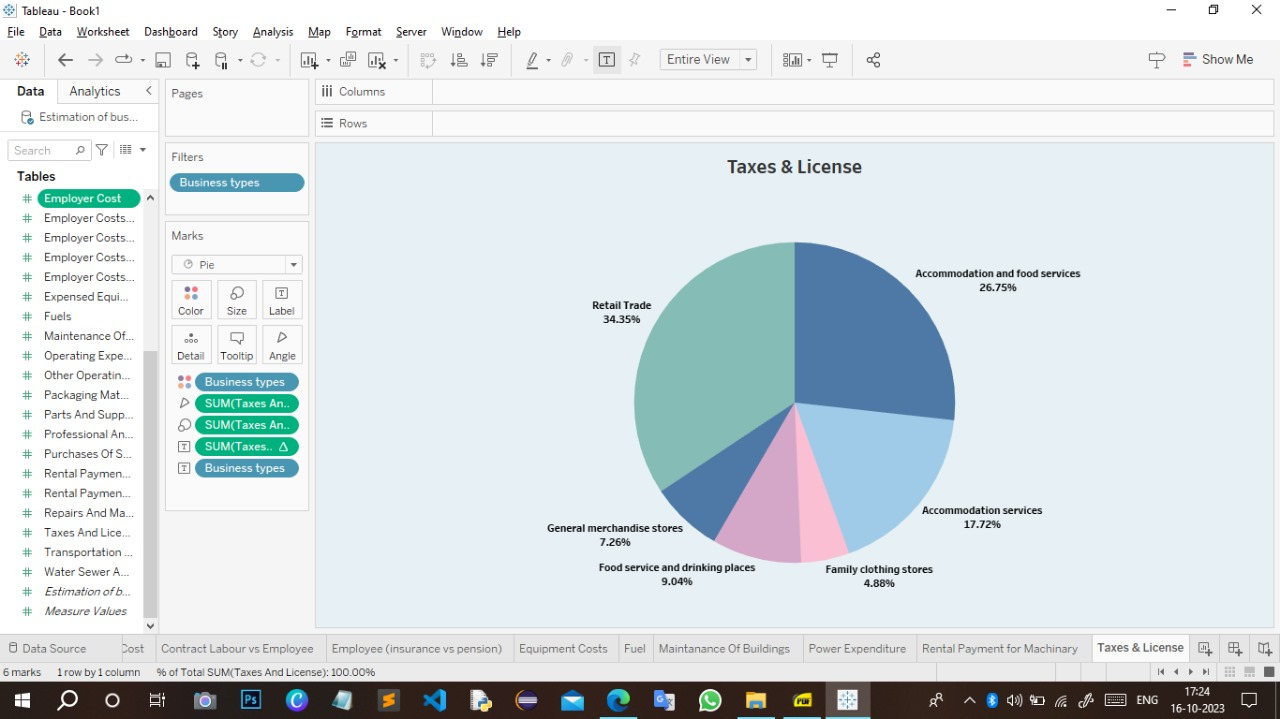 Tableau - Book1
File Data Worksheet Dashboard Story Analysis Map Format Server Window Help
Entire View
Show Me
Data Analytics
Estimation of bus...
Search
Tables
Employer Cost
Employer Costs...
Employer Costs...
Employer Costs...
Employer Costs...
Expensed Equi...
Fuels
Maintenance Of...
Operating Expe...
Other Operatin...
Packaging Mat...
Parts And Supp...
Professional An...
Purchases Of S...
Rental Paymen...
Rental Paymen...
Repairs And Ma...
Taxes And Lice...
Transportation ...
Water Sewer A...
Estimation of b...
Measure Values
Pages
Filters
Business types
Marks
Pie
Color Size Label
Detail Tooltip Angle
Business types
SUM(Taxes An..
SUM(Taxes An..
SUM(Taxes..
Business types
Columns
Rows
Taxes & License
Accommodation and food services
26.75%
Retail Trade
34.35%
Accommodation services
17.72%
General merchandise stores
7.26%
Food service and drinking places
9.04%
Family clothing stores
4.88%
Data Source Cost Contract Labour vs Employee Employee (insurance vs pension) Equipment Costs Fuel Maintanance Of Buildings Power Expenditure Rental Payment for Machinary Taxes & License
6 marks 1 row by 1 column % of Total SUM(Taxes And License): 100.00%
Ps
PDF
ENG
17:24
16-10-2023